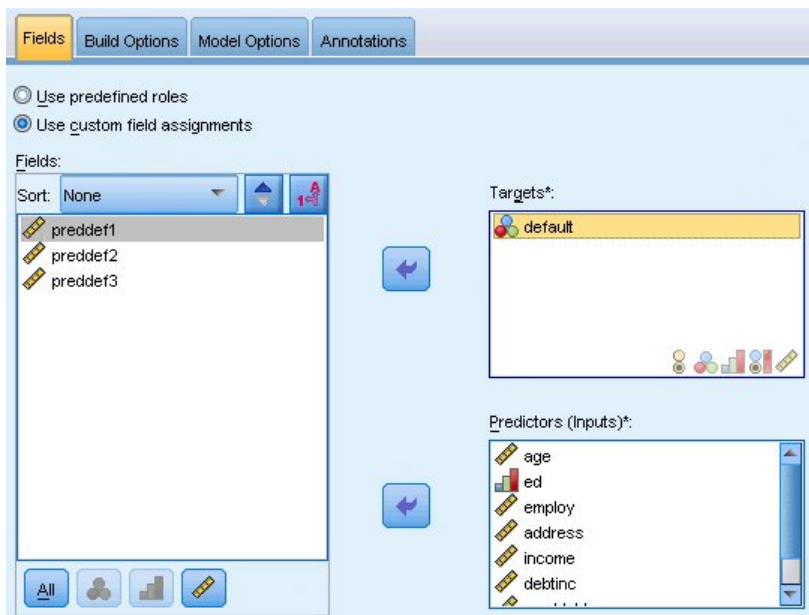 Fields Build Options Model Options Annotations
Use predefined roles
Use custom field assignments
Fields:
Sort: None
preddef1
preddef2
preddef3
All
Targets*:
default
Predictors (Inputs)*:
age
ed
employ
address
income
debtinc